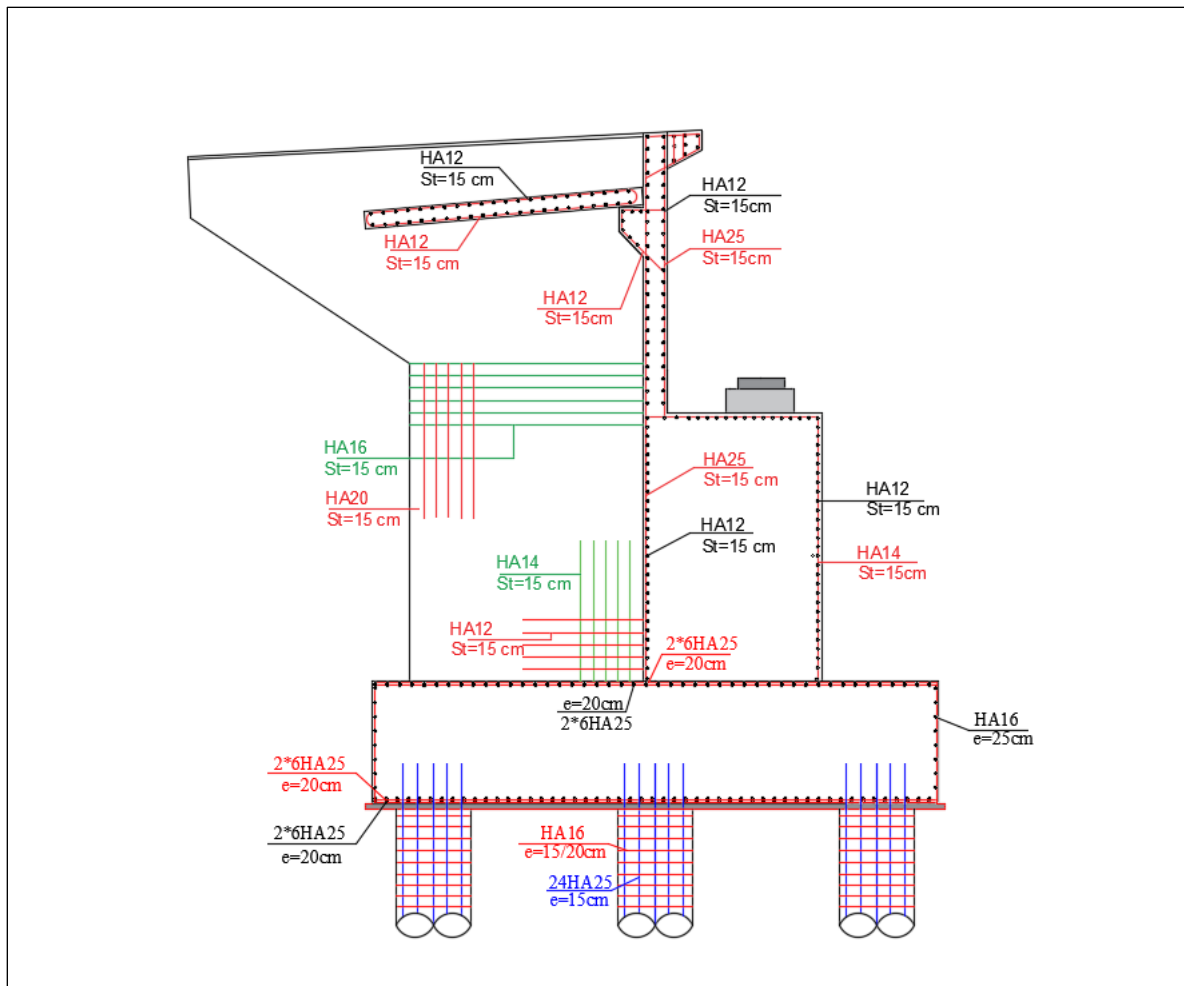 HA12
St=15 cm
HA12
St=15cm
HA12
St=15 cm
HA25
St=15cm
HA12
St=15cm
HA16
St=15 cm
HA20
St=15 cm
HA25
St=15 cm
HA12
St=15 cm
HA12
St=15 cm
HA14
St=15cm
HA14
St=15 cm
HA12
St=15 cm
2*6HA25
e=20cm
e=20cm
2*6HA25
HA16
e=25cm
2*6HA25
e=20cm
2*6HA25
e=20cm
HA16
e=15/20cm
24HA25
e=15cm